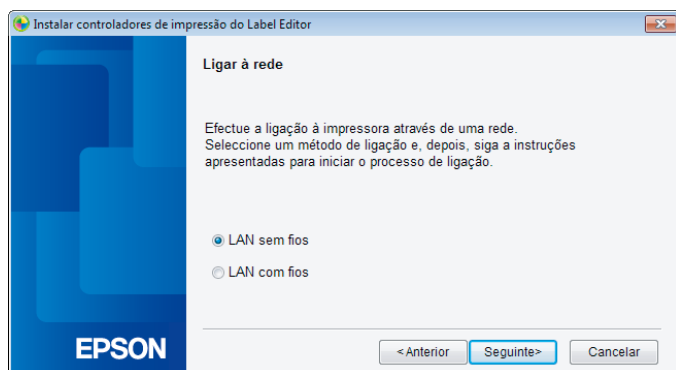 Instalar controladores de impressão do Label Editor
Ligar à rede
Efectue a ligação à impressora através de uma rede.
Seleccione um método de ligação e, depois, siga a instruções
apresentadas para iniciar o processo de ligação.
LAN sem fios
LAN com fios
EPSON
<Anterior
Seguinte>
Cancelar